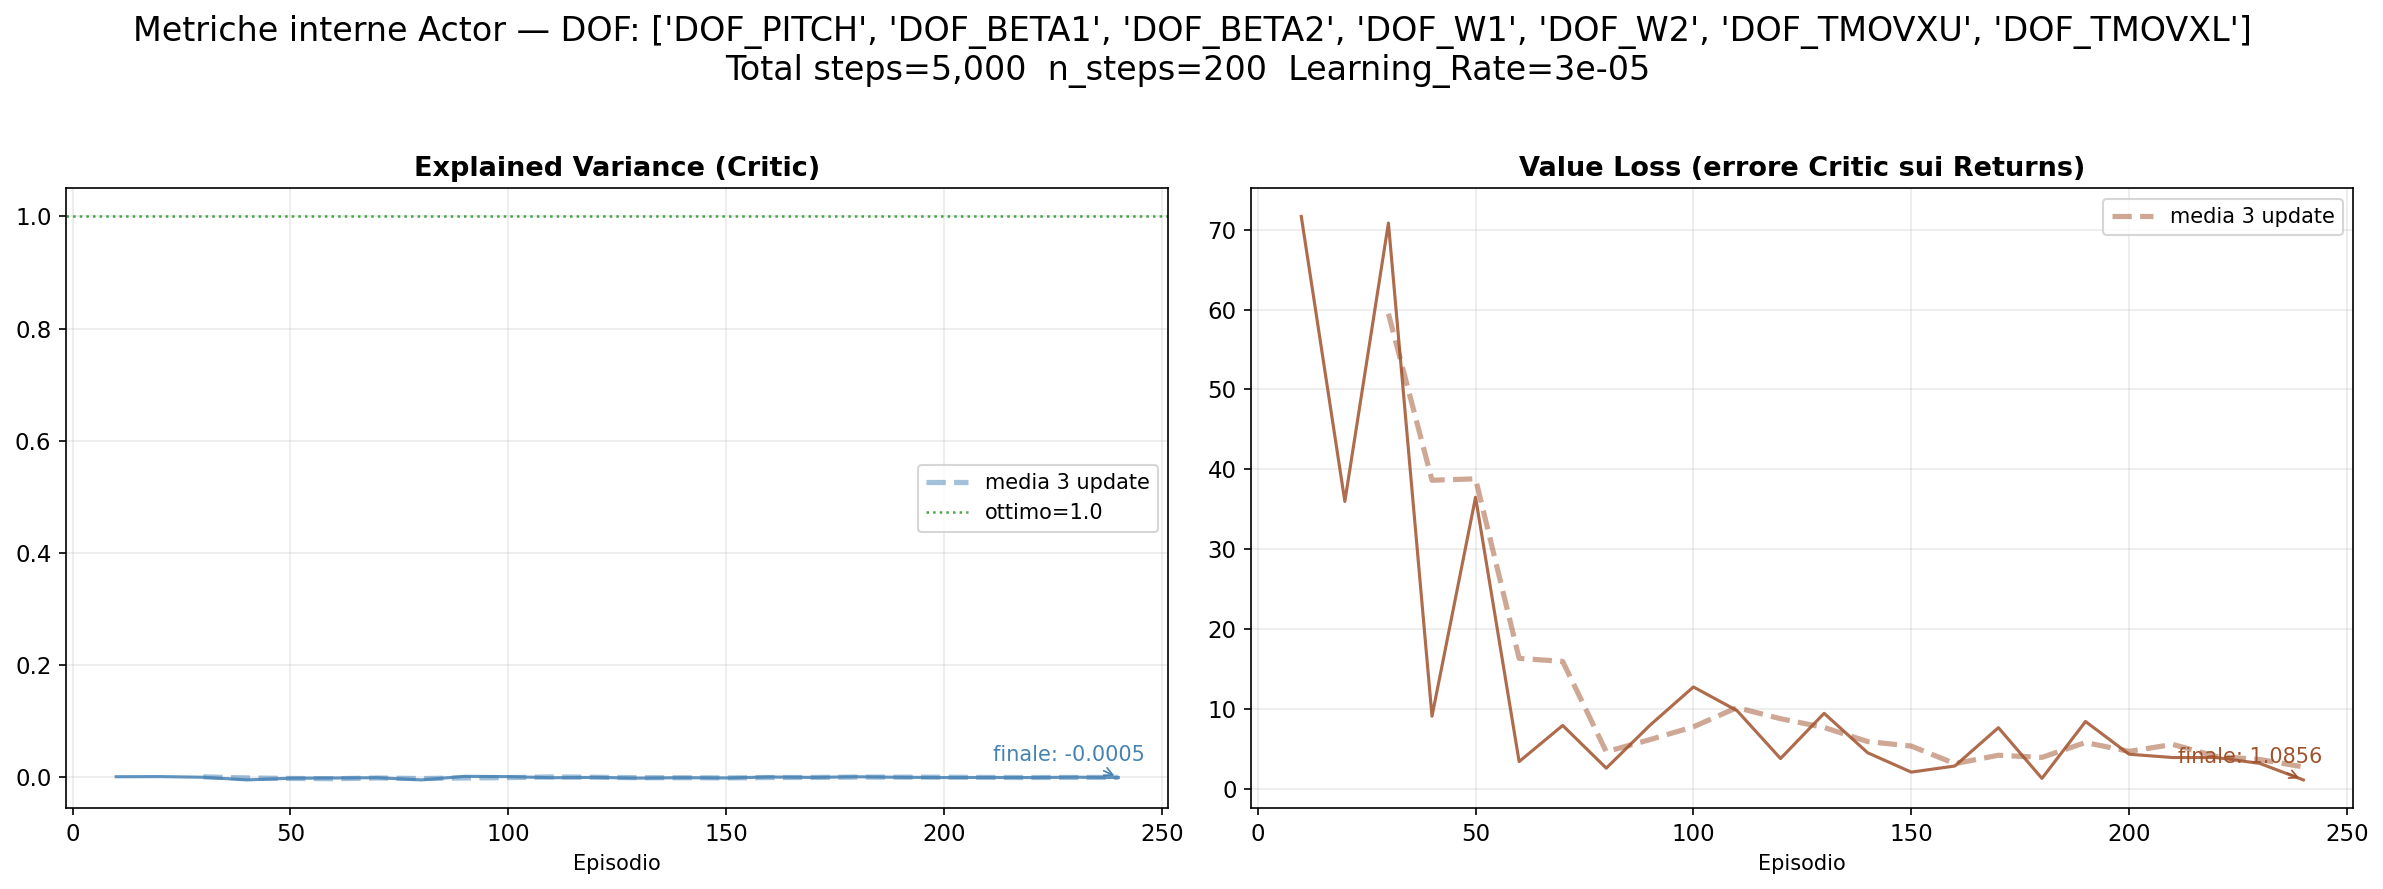 Metriche interne Actor — DOF: ['DOF_PITCH', 'DOF_BETA1', 'DOF_BETA2', 'DOF_W1', 'DOF_W2', 'DOF_TMOVXU', 'DOF_TMOVXL']
Total steps=5,000  n_steps=200  Learning_Rate=3e-05
Explained Variance (Critic)
1.0
0.8
0.6
0.4
0.2
0.0
media 3 update
ottimo=1.0
finale: -0.0005
0 50 100 150 200 250
Episodio
Value Loss (errore Critic sui Returns)
70
60
50
40
30
20
10
0
media 3 update
finale: 1.0856
0 50 100 150 200 250
Episodio